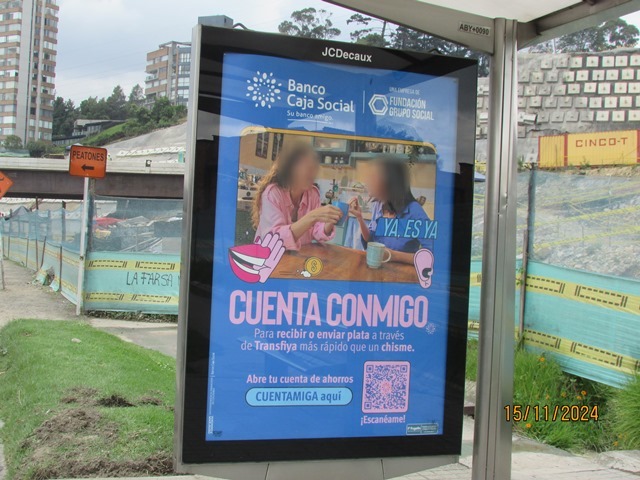 ABY+0090
JCDecaux
Banco
Caja Social
Su banco amigo.
UNA EMPRESA DE
FUNDACIÓN
GRUPO SOCIAL
PEATONES
CINCO-T
YA, ES YA
LA FARSA
CUENTA CONMIGO
Para recibir o enviar plata a través
de Transfiya más rápido que un chisme.
Abre tu cuenta de ahorros
CUENTAMIGA aquí
¡Escanéame!
15/11/2024